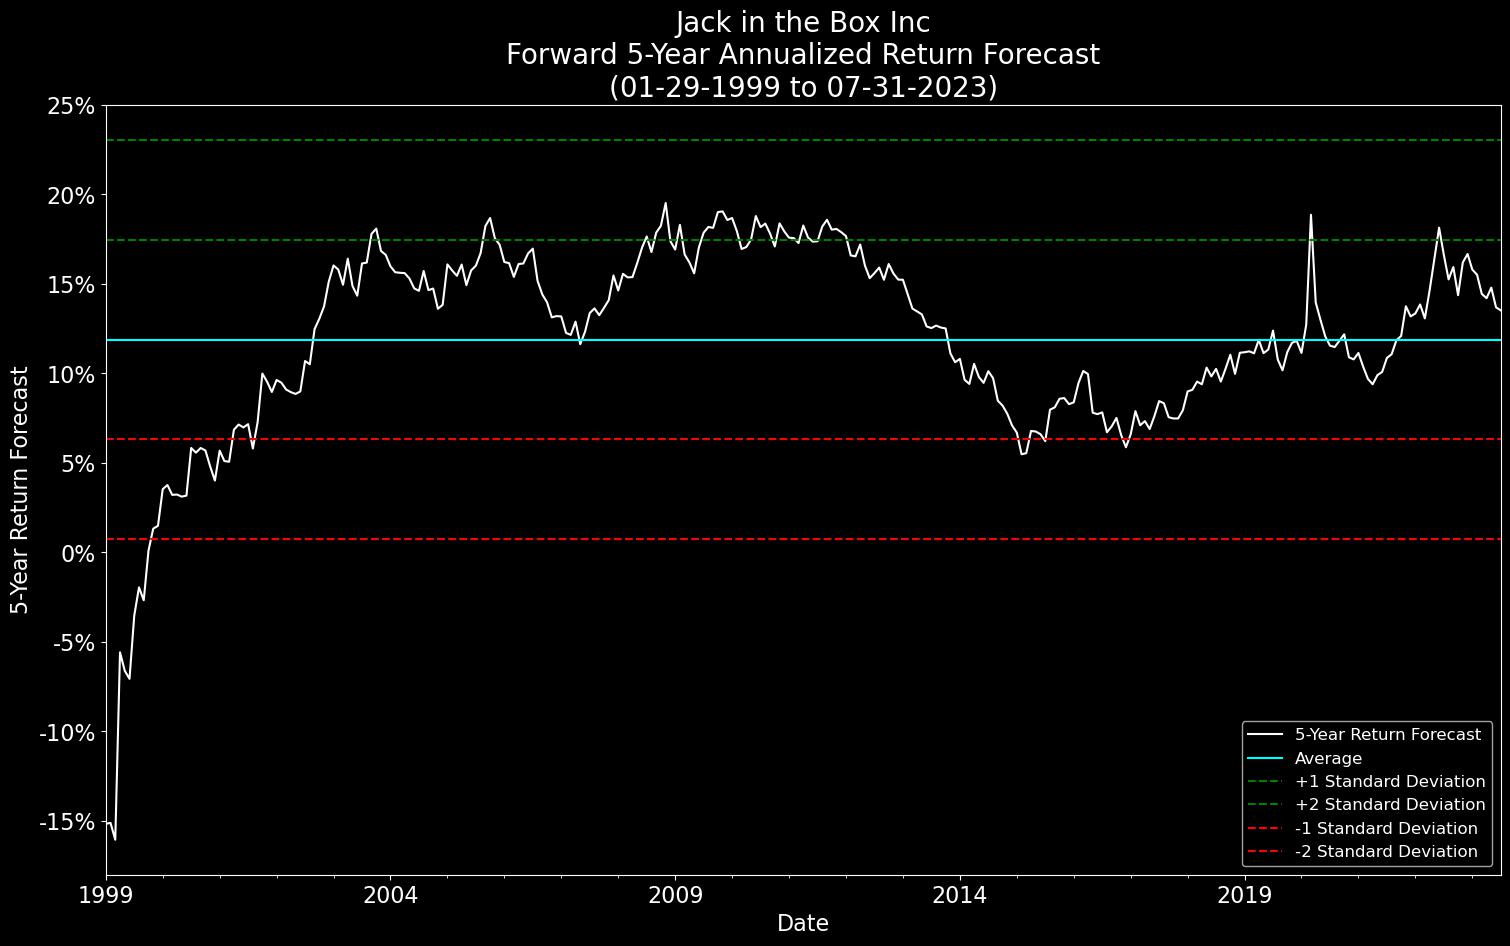 Jack in the Box Inc
Forward 5-Year Annualized Return Forecast
(01-29-1999 to 07-31-2023)
25%
20%
15%
10%
5%
0%
-5%
-10%
-15%
5-Year Return Forecast
5-Year Return Forecast
Average
+1 Standard Deviation
+2 Standard Deviation
-1 Standard Deviation
-2 Standard Deviation
1999 2004 2009 2014 2019
Date